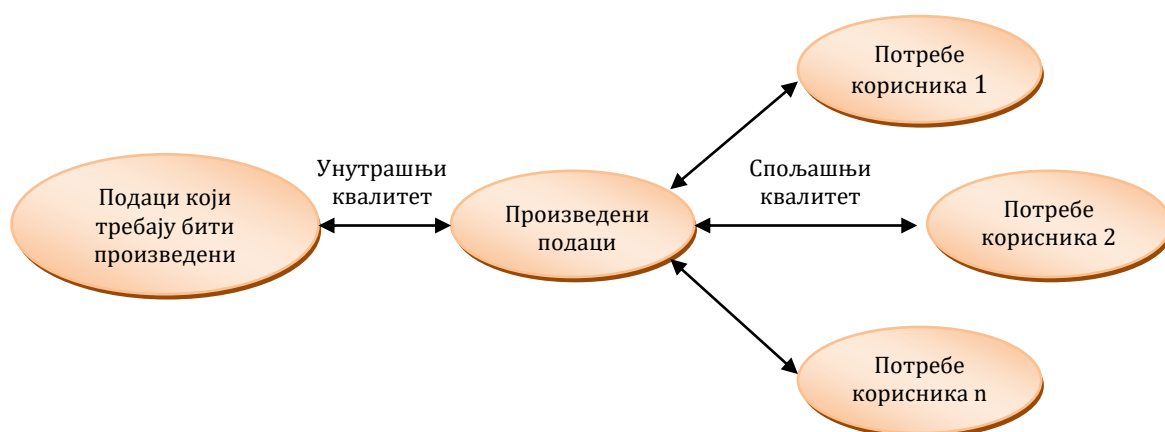 Потребе
корисника 1
Унутрашњи
квалитет
Спољашњи
квалитет
Подаци који
требају бити
произведени
Произведени
подаци
Потребе
корисника 2
Потребе
корисника n